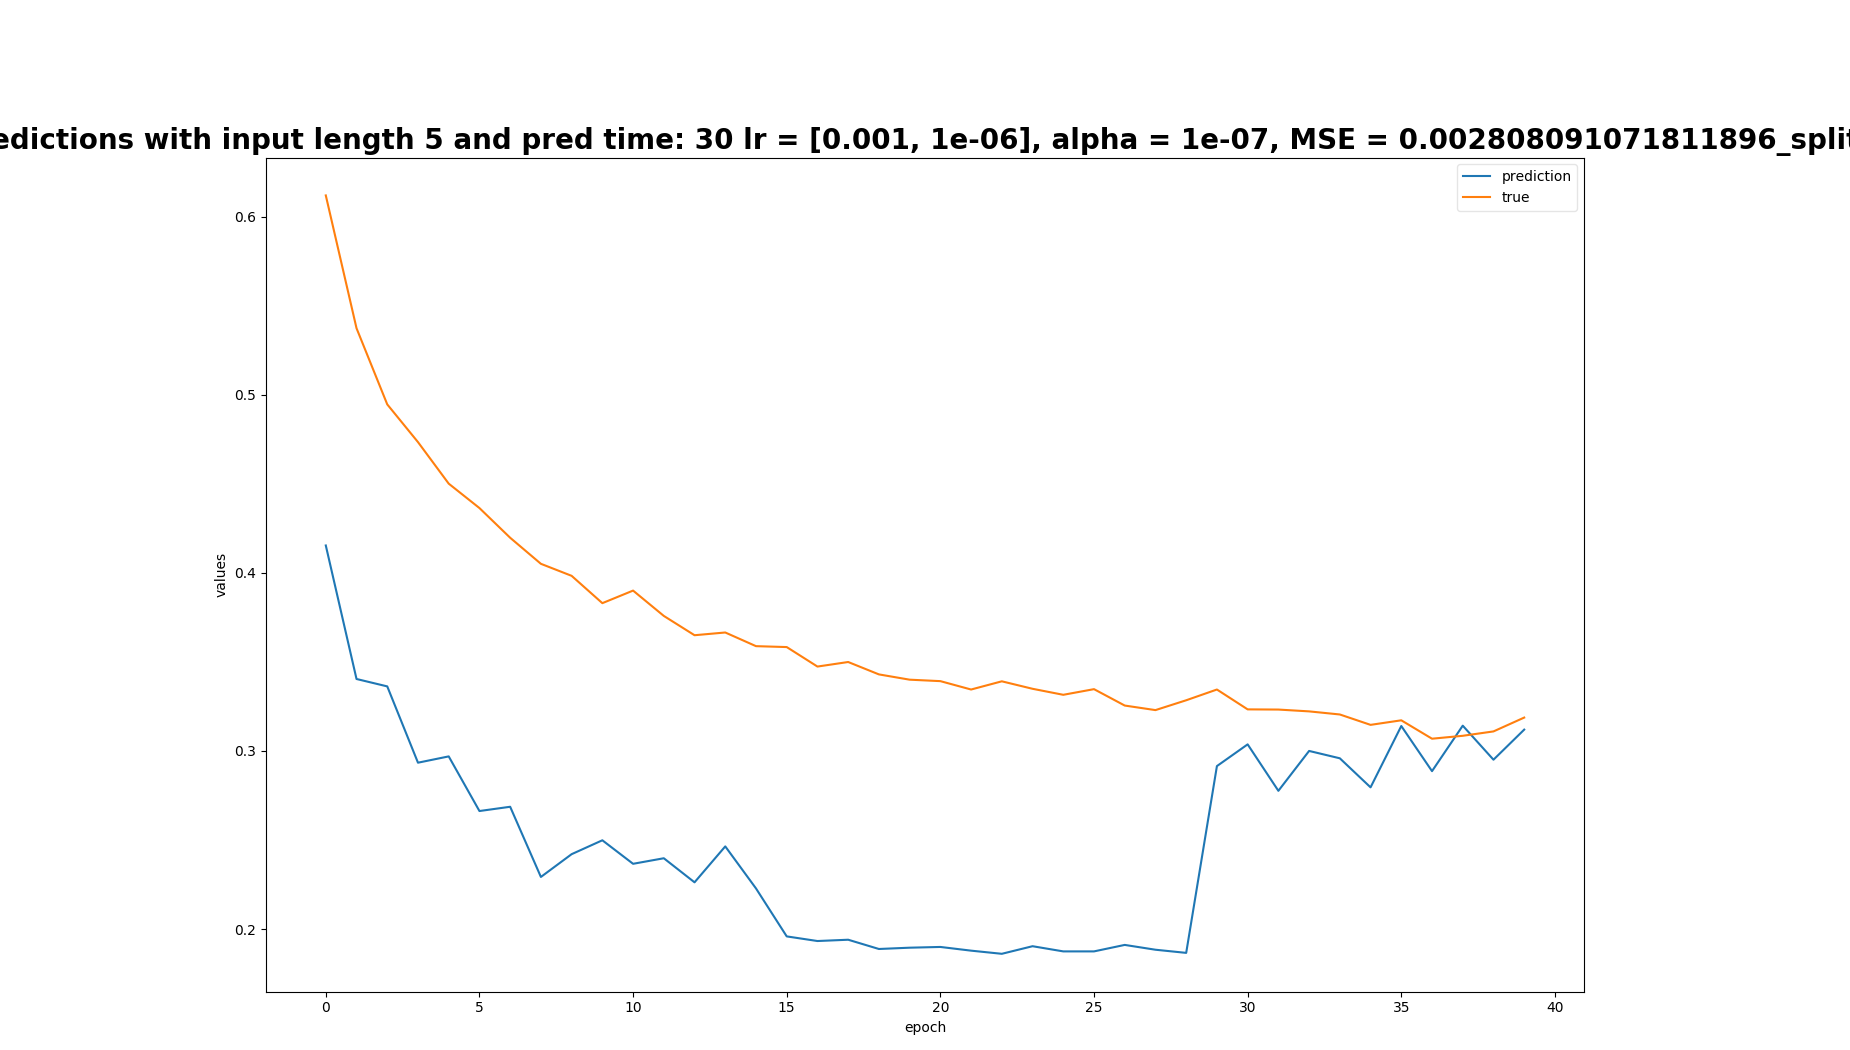 edictions with input length 5 and pred time: 30 lr = [0.001, 1e-06], alpha = 1e-07, MSE = 0.002808091071811896_split
prediction
true
0.6
0.5
0.4
0.3
0.2
values
0 5 10 15 20 25 30 35 40
epoch